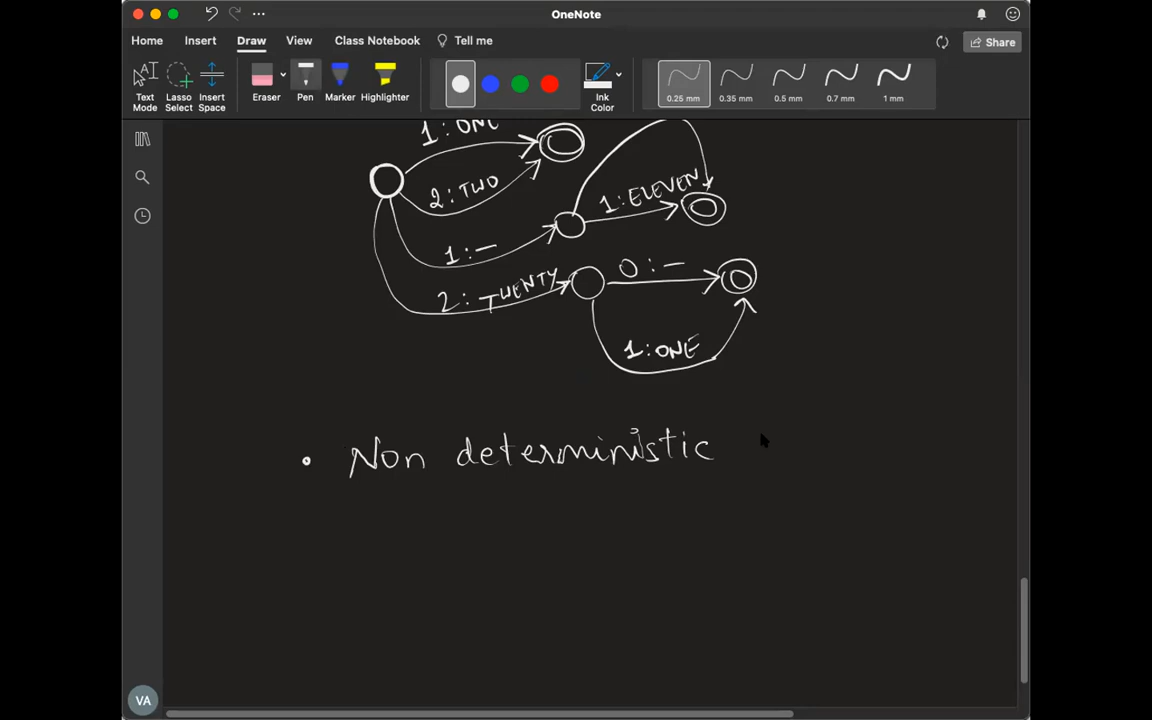 OneNote
Home Insert Draw View Class Notebook Tell me
Share
Text Mode
Lasso Select
Insert Space
Eraser
Pen
Marker
Highlighter
Ink Color
0.25 mm
0.35 mm
0.5 mm
0.7 mm
1 mm
1:ONE
2:TWO
1:ELEVEN
1:—
0:—
2:TWENTY
1:ONE
• Non deterministic
VA